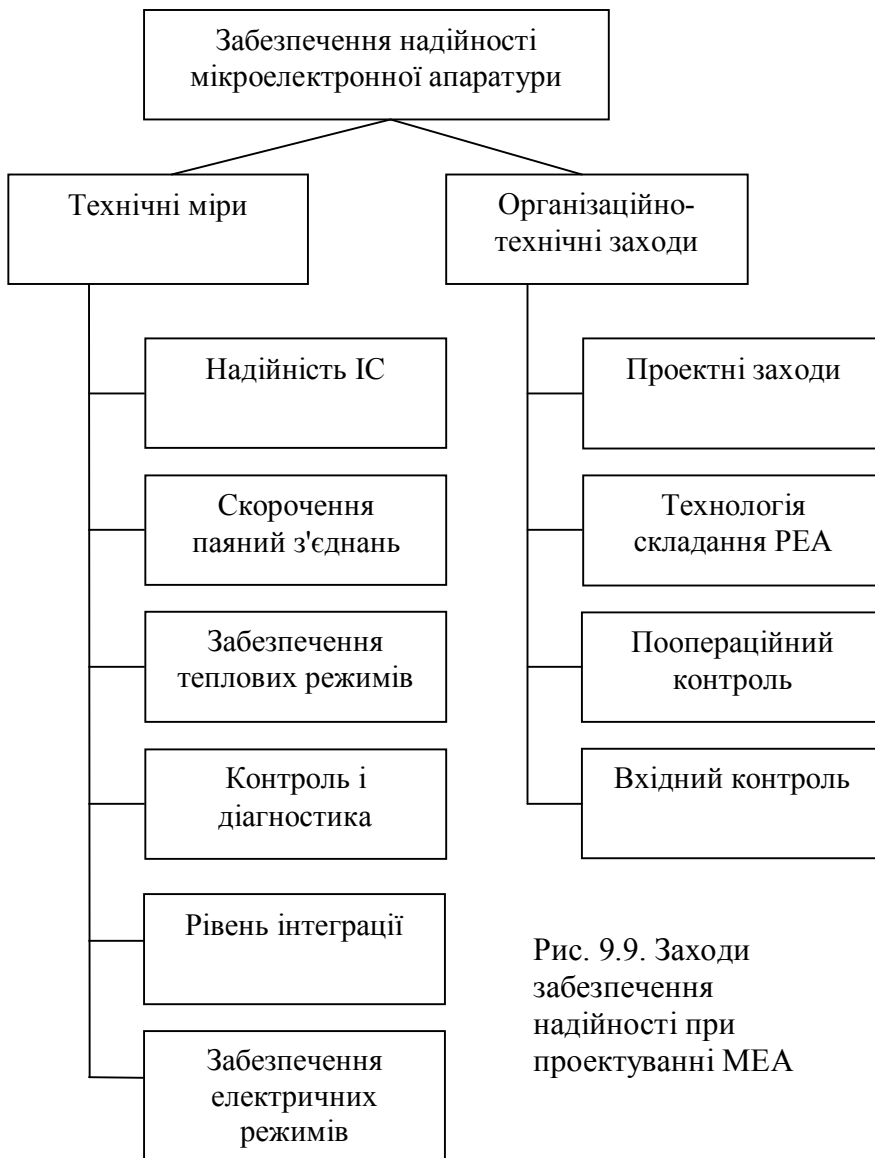 Забезпечення надійності
мікроелектронної апаратури
Технічні міри
Організаційно-
технічні заходи
Надійність ІС
Скорочення
паяний з'єднань
Забезпечення
теплових режимів
Контроль і
діагностика
Рівень інтеграції
Забезпечення
електричних
режимів
Проектні заходи
Технологія
складання РЕА
Поопераційний
контроль
Вхідний контроль
Рис. 9.9. Заходи
забезпечення
надійності при
проектуванні МЕА